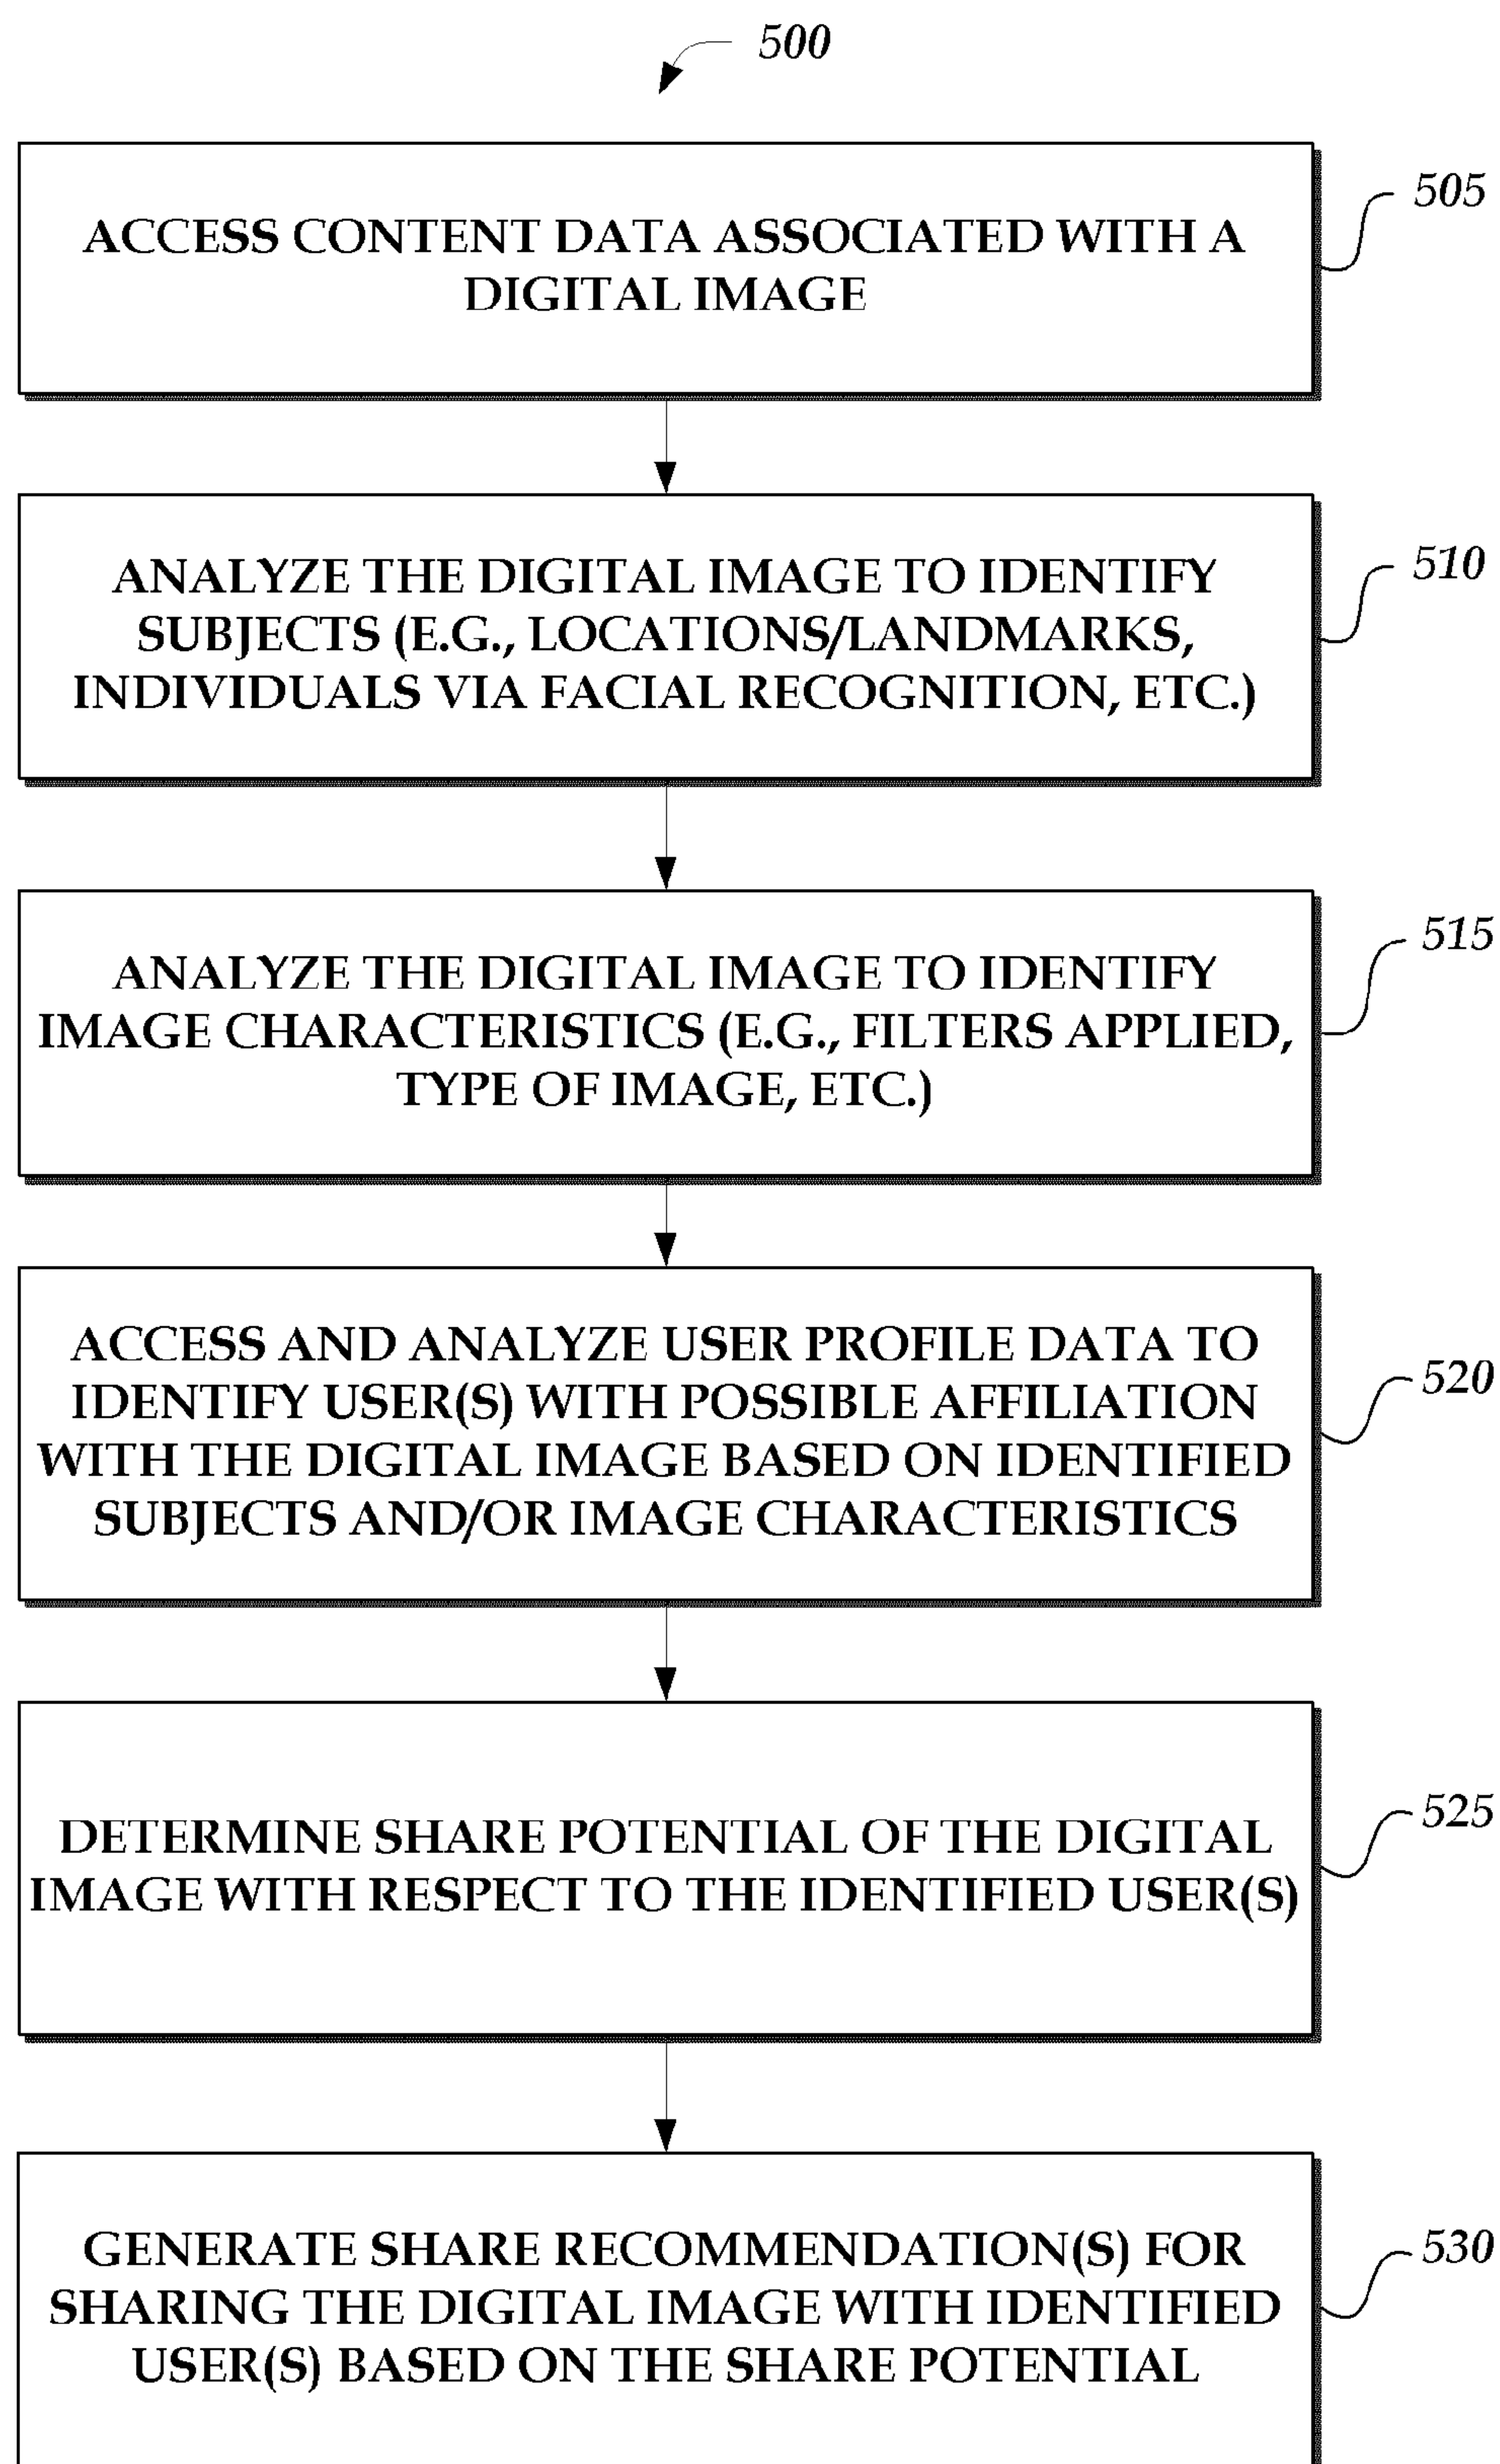 500
505
ACCESS CONTENT DATA ASSOCIATED WITH A
DIGITAL IMAGE
510
ANALYZE THE DIGITAL IMAGE TO IDENTIFY
SUBJECTS (E.G., LOCATIONS/LANDMARKS,
INDIVIDUALS VIA FACIAL RECOGNITION, ETC.)
515
ANALYZE THE DIGITAL IMAGE TO IDENTIFY
IMAGE CHARACTERISTICS (E.G., FILTERS APPLIED,
TYPE OF IMAGE, ETC.)
520
ACCESS AND ANALYZE USER PROFILE DATA TO
IDENTIFY USER(S) WITH POSSIBLE AFFILIATION
WITH THE DIGITAL IMAGE BASED ON IDENTIFIED
SUBJECTS AND/OR IMAGE CHARACTERISTICS
525
DETERMINE SHARE POTENTIAL OF THE DIGITAL
IMAGE WITH RESPECT TO THE IDENTIFIED USER(S)
530
GENERATE SHARE RECOMMENDATION(S) FOR
SHARING THE DIGITAL IMAGE WITH IDENTIFIED
USER(S) BASED ON THE SHARE POTENTIAL